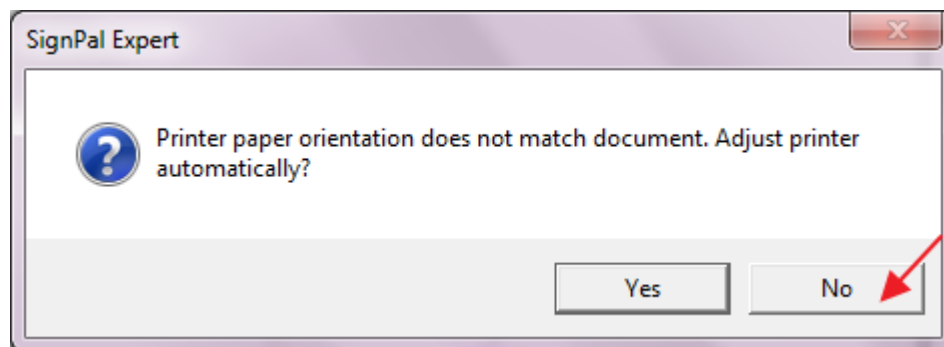 SignPal Expert
Printer paper orientation does not match document. Adjust printer
automatically?
Yes
No